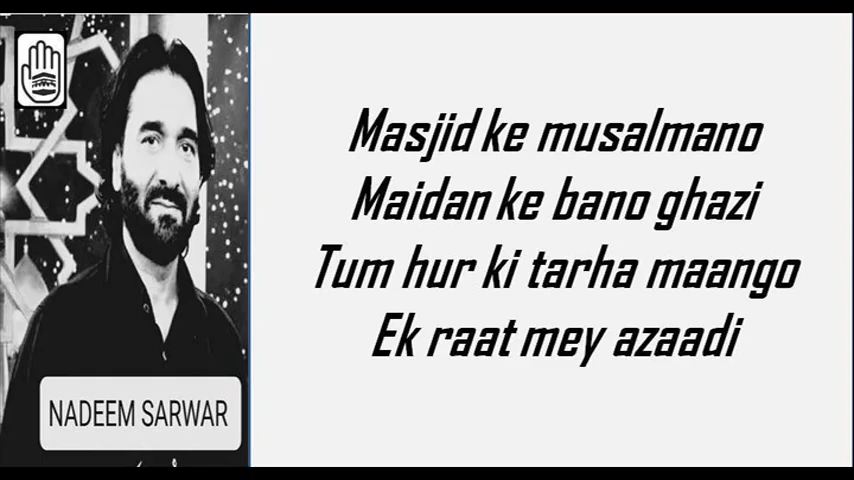 Masjid ke musalmano
Maidan ke bano ghazi
Tum hur ki tarha maango
Ek raat mey azaadi
NADEEM SARWAR